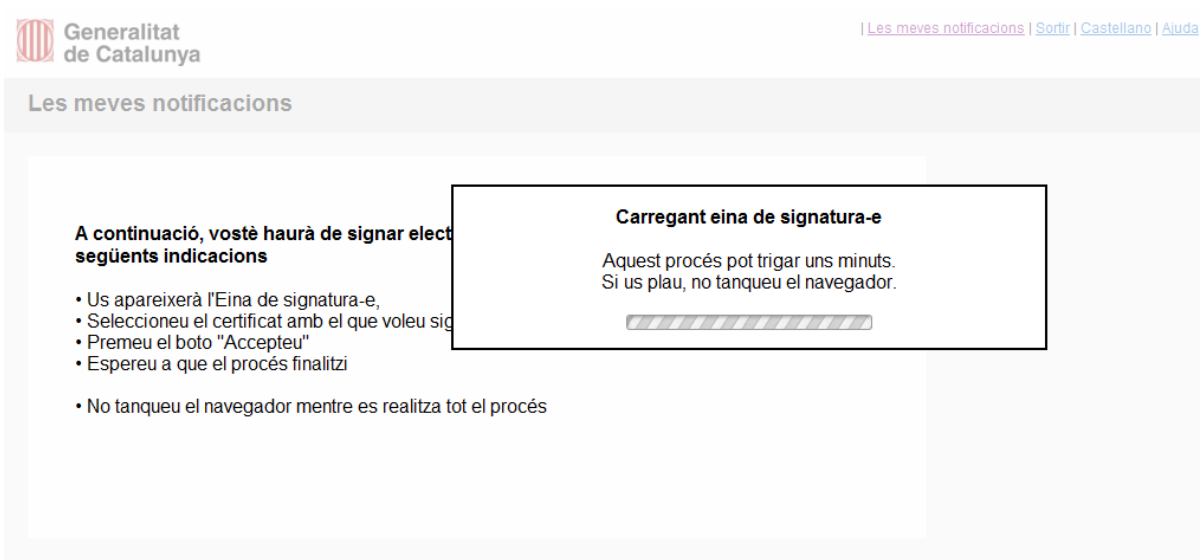 Generalitat
de Catalunya
| Les meves notificacions | Sortir | Castellano | Ajuda
Les meves notificacions
A continuació, vostè haurà de signar elect
següents indicacions
• Us apareixerà l'Eina de signatura-e,
• Seleccioneu el certificat amb el que voleu sig
• Premeu el boto "Accepteu"
• Espereu a que el procés finalitzi
• No tanqueu el navegador mentre es realitza tot el procés
Carregant eina de signatura-e
Aquest procés pot trigar uns minuts.
Si us plau, no tanqueu el navegador.